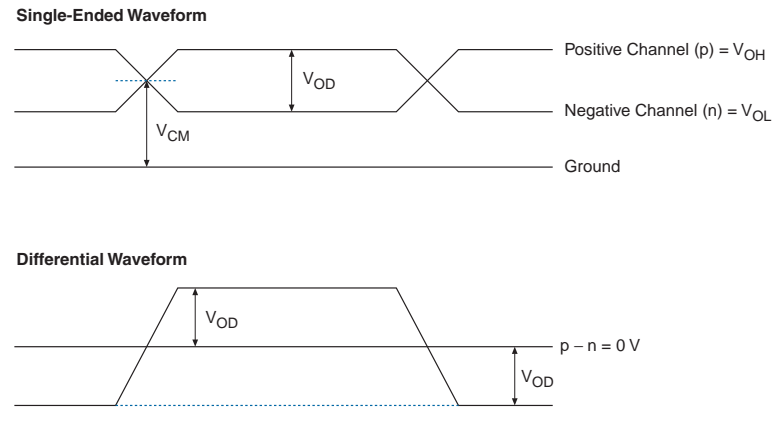 Single-Ended Waveform
Positive Channel (p) = VOH
VOD
Negative Channel (n) = VOL
VCM
Ground
Differential Waveform
VOD
p − n = 0 V
VOD